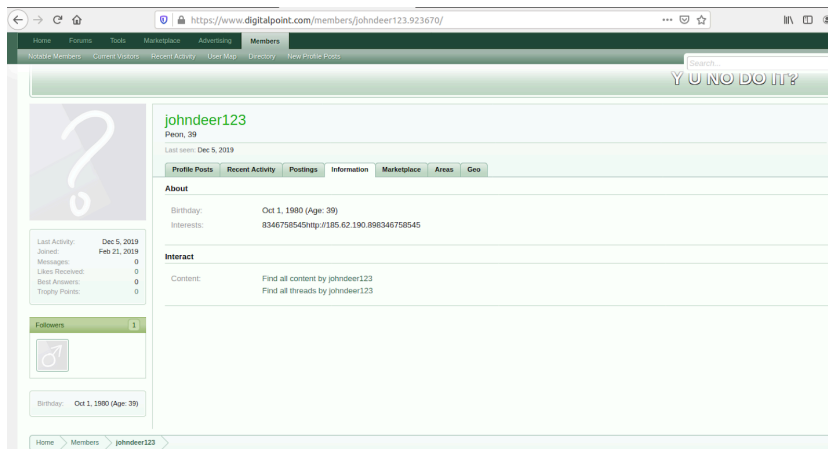 https://www.digitalpoint.com/members/johndeer123.923670/
Home Forums Tools Marketplace Advertising Members
Notable Members Current Visitors Recent Activity User Map Directory New Profile Posts
Search...
Y U NO DO IT?
johndeer123
Peon, 39
Last seen: Dec 5, 2019
Profile Posts Recent Activity Postings Information Marketplace Areas Geo
About
Birthday: Oct 1, 1980 (Age: 39)
Interests: 8346758545http://185.62.190.898346758545
Interact
Content: Find all content by johndeer123
Find all threads by johndeer123
Last Activity: Dec 5, 2019
Joined: Feb 21, 2019
Messages: 0
Likes Received: 0
Best Answers: 0
Trophy Points: 0
Followers 1
Birthday: Oct 1, 1980 (Age: 39)
Home Members johndeer123